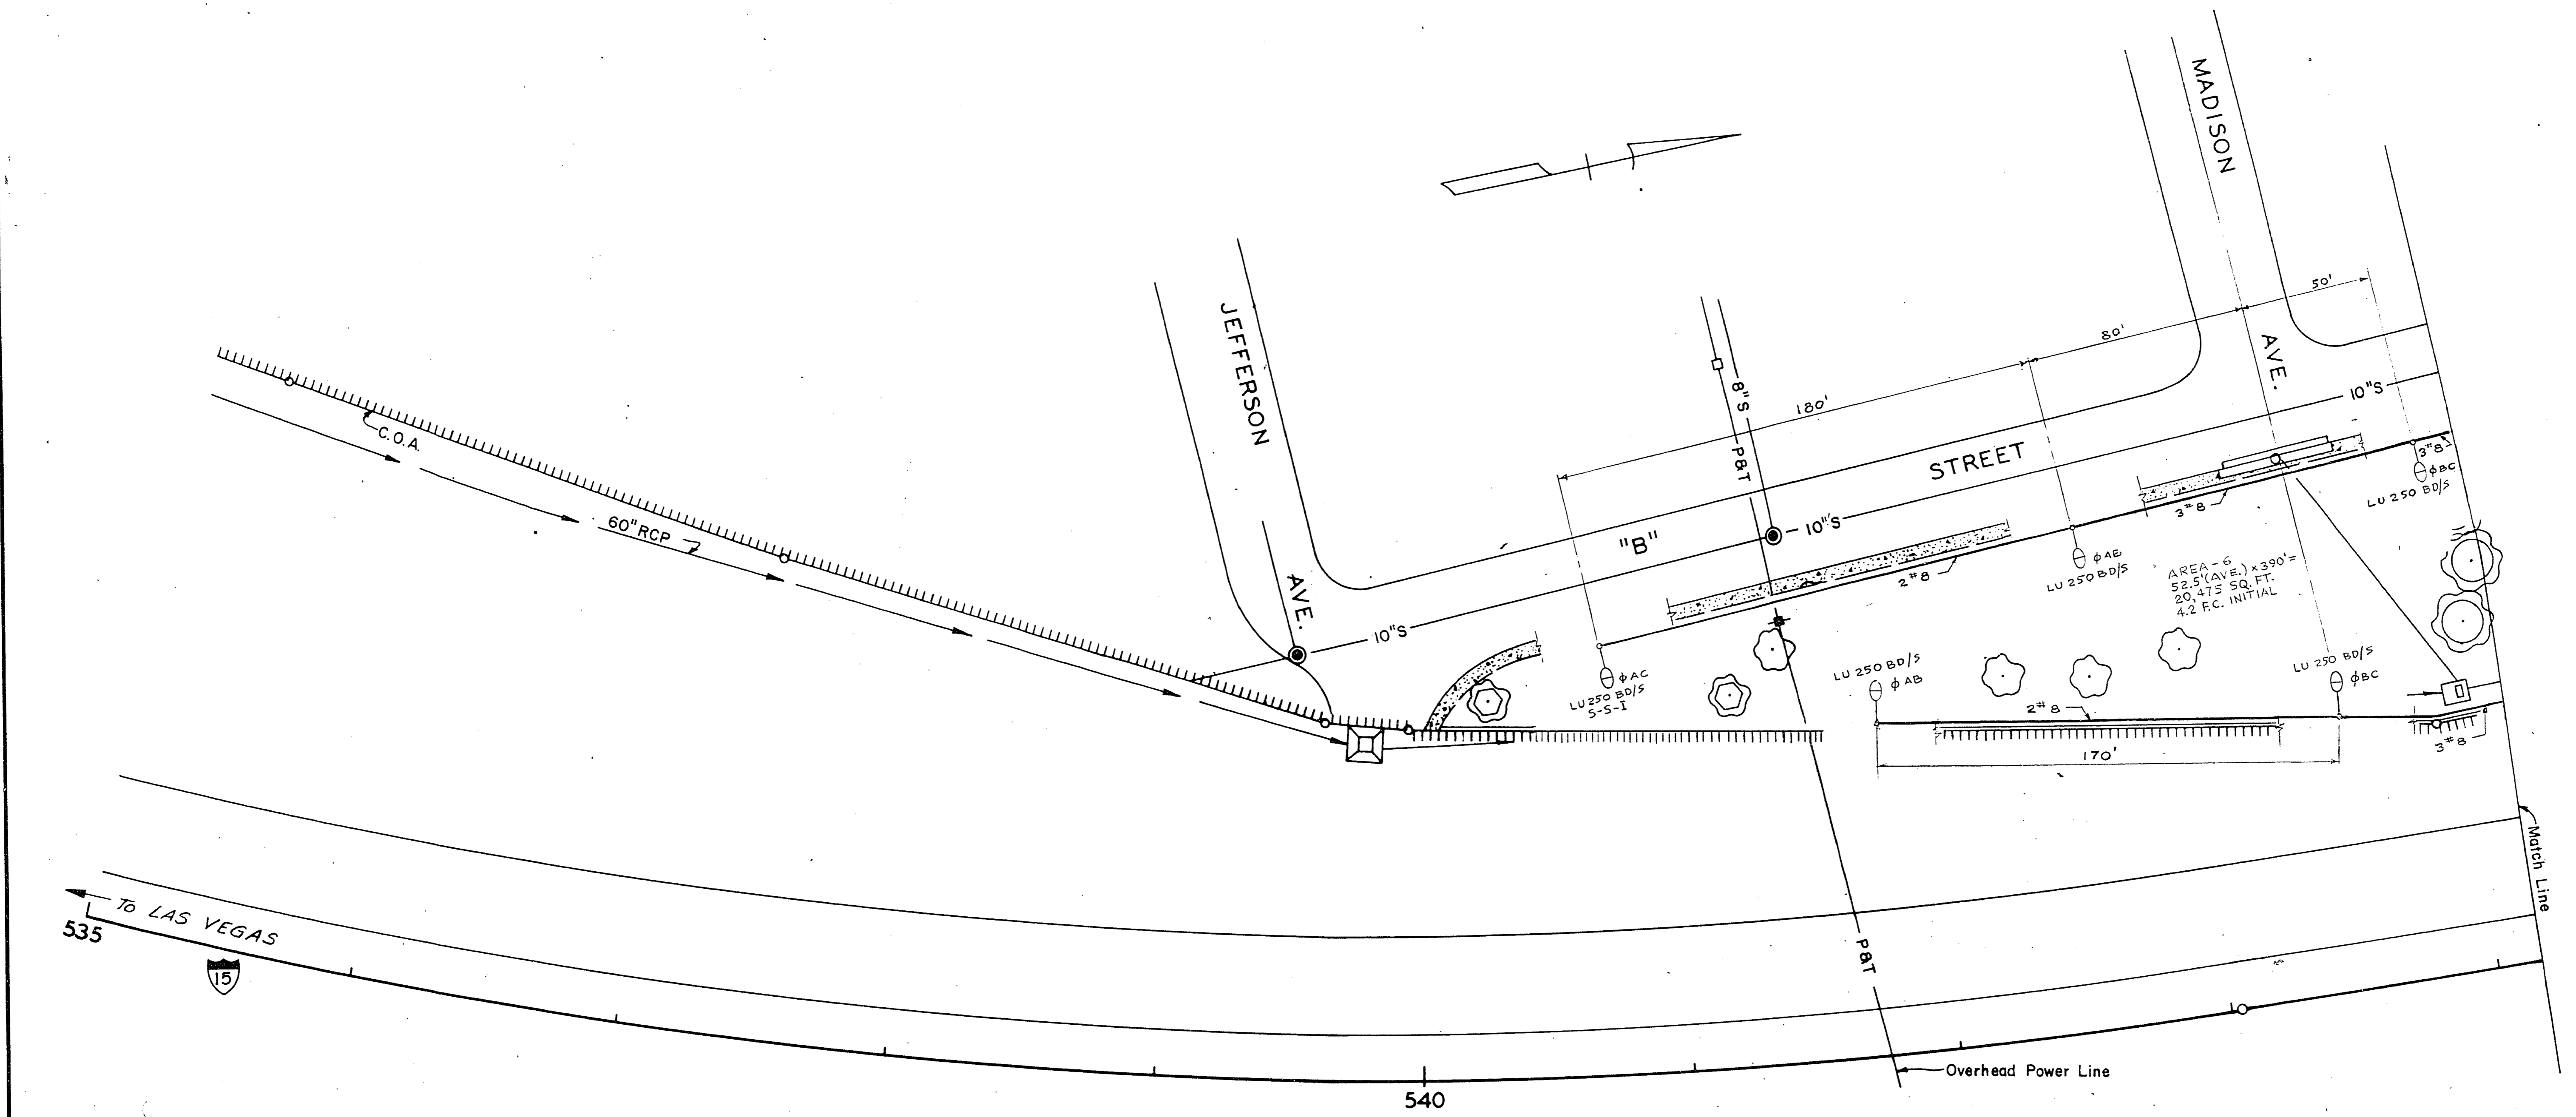 MADISON
AVE.
50'
80'
180'
JEFFERSON
AVE.
8"S
P&T
10"S
STREET
"B"
10"S
10"S
C.O.A.
60"RCP
3#8
ϕBC
LU 250 BD/S
3#8
ϕAB
LU 250 BD/S
2#8
AREA-6
52.5'(AVE.)x390'=
20,475 SQ. FT.
4.2 F.C. INITIAL
ϕAC
LU 250 BD/S
S-S-I
LU 250 BD/S
ϕAB
LU 250 BD/S
ϕBC
2#8
170'
3#8
Match Line
P&T
TO LAS VEGAS
535
15
540
Overhead Power Line